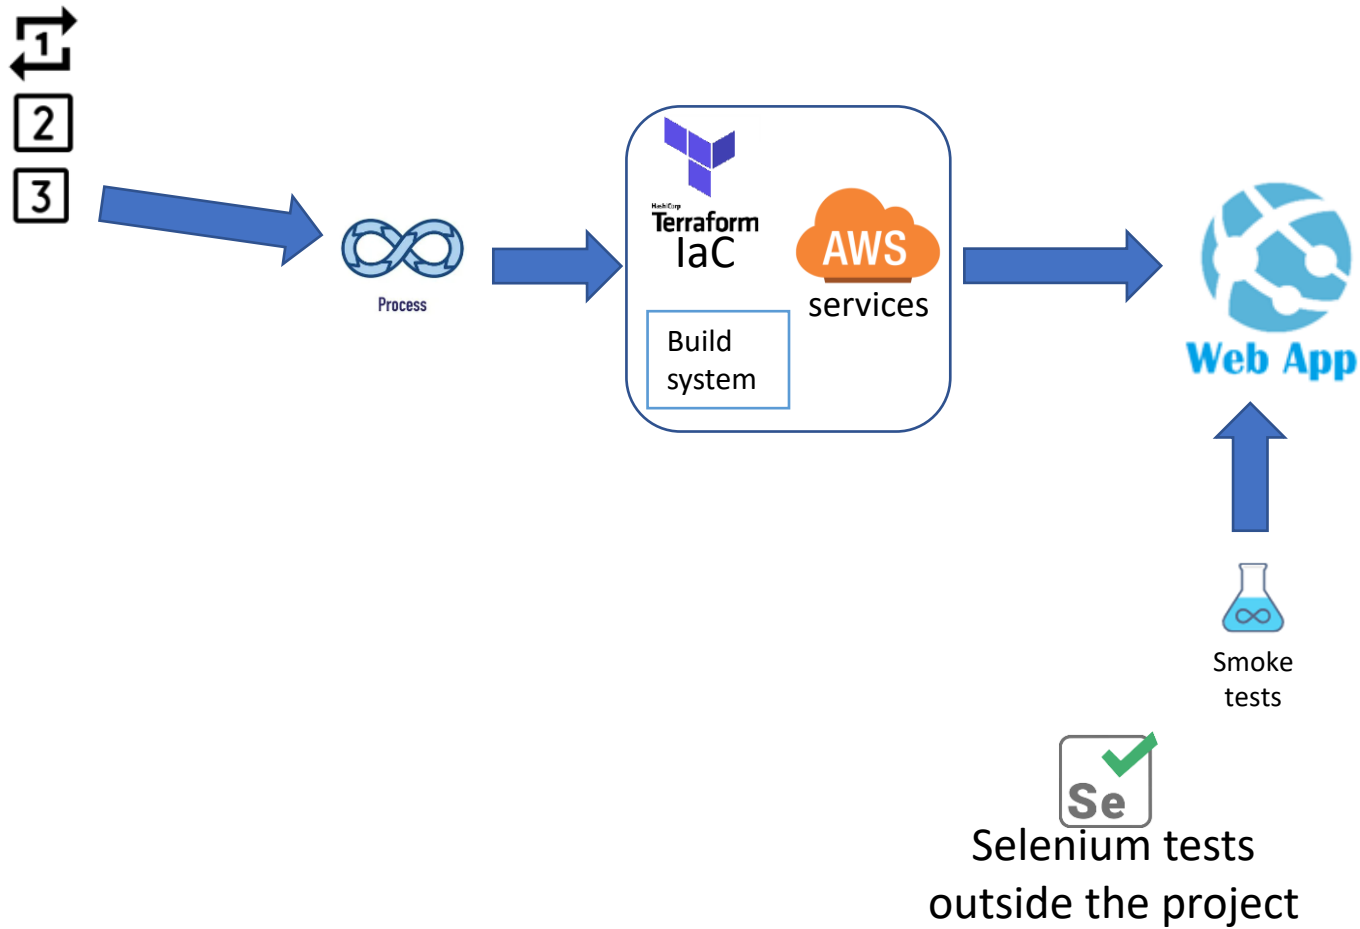 1
2
3
Process
HashiCorp
Terraform
IaC
AWS
services
Build
system
Web App
Smoke
tests
Se
Selenium tests
outside the project